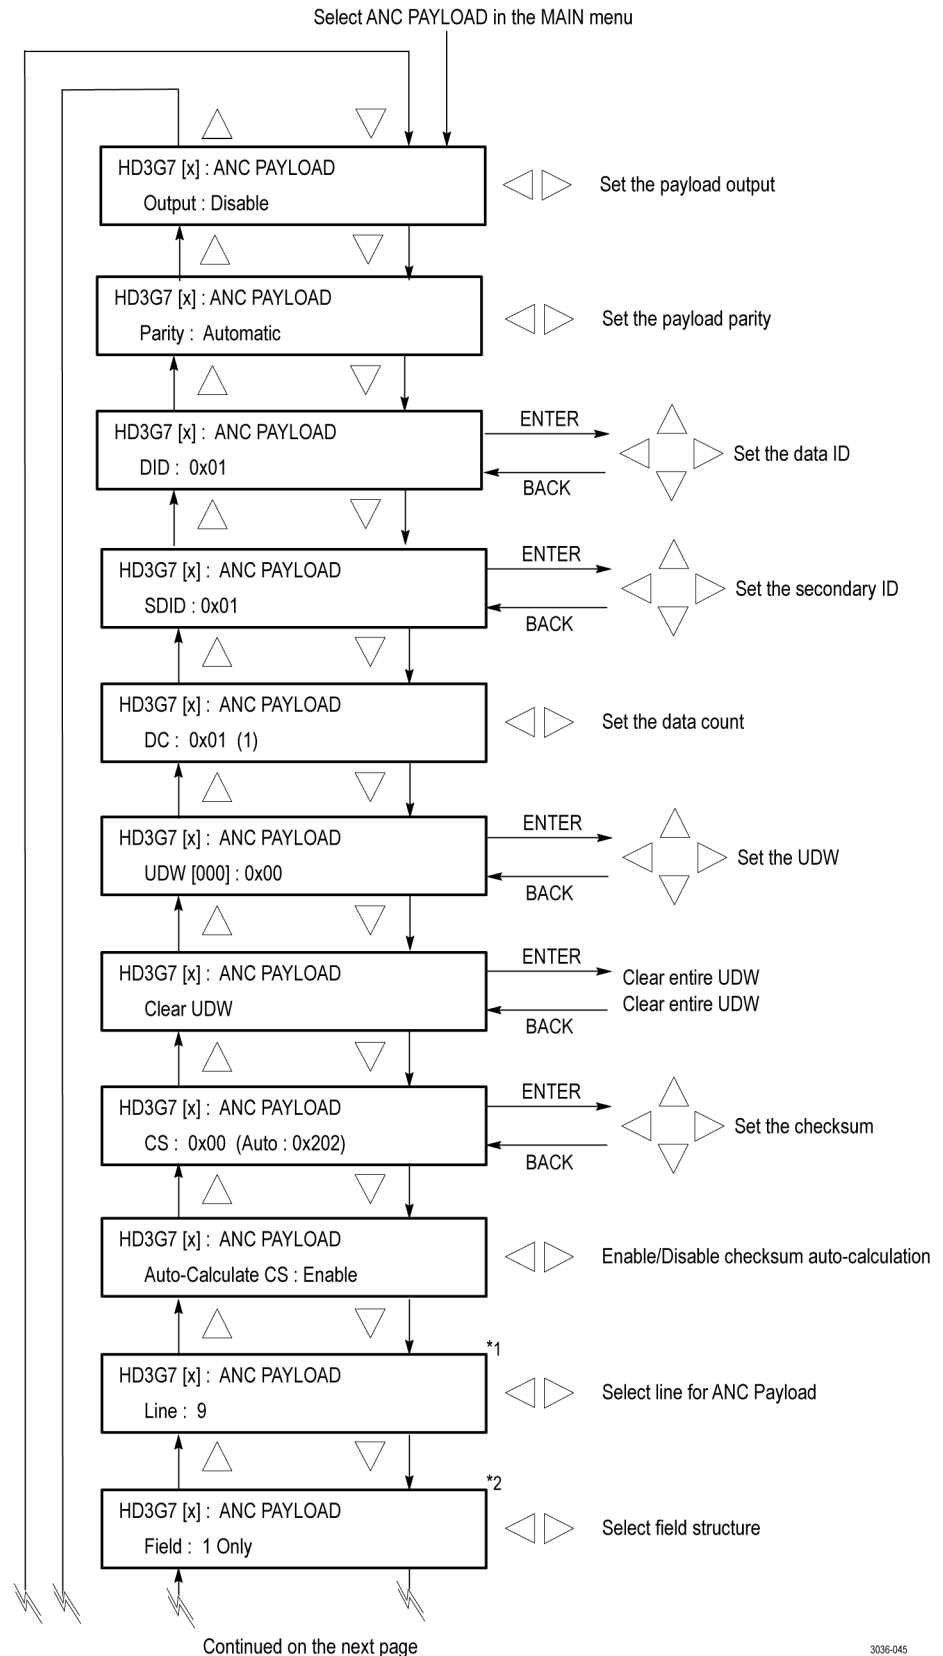 Select ANC PAYLOAD in the MAIN menu
HD3G7 [x] : ANC PAYLOAD
Output : Disable
Set the payload output
HD3G7 [x] : ANC PAYLOAD
Parity : Automatic
Set the payload parity
HD3G7 [x] : ANC PAYLOAD
DID : 0x01
ENTER
BACK
Set the data ID
HD3G7 [x] : ANC PAYLOAD
SDID : 0x01
ENTER
BACK
Set the secondary ID
HD3G7 [x] : ANC PAYLOAD
DC : 0x01 (1)
Set the data count
HD3G7 [x] : ANC PAYLOAD
UDW [000] : 0x00
ENTER
BACK
Set the UDW
HD3G7 [x] : ANC PAYLOAD
Clear UDW
ENTER
BACK
Clear entire UDW
Clear entire UDW
HD3G7 [x] : ANC PAYLOAD
CS : 0x00 (Auto : 0x202)
ENTER
BACK
Set the checksum
HD3G7 [x] : ANC PAYLOAD
Auto-Calculate CS : Enable
Enable/Disable checksum auto-calculation
*1
HD3G7 [x] : ANC PAYLOAD
Line : 9
Select line for ANC Payload
*2
HD3G7 [x] : ANC PAYLOAD
Field : 1 Only
Select field structure
Continued on the next page
3036-045